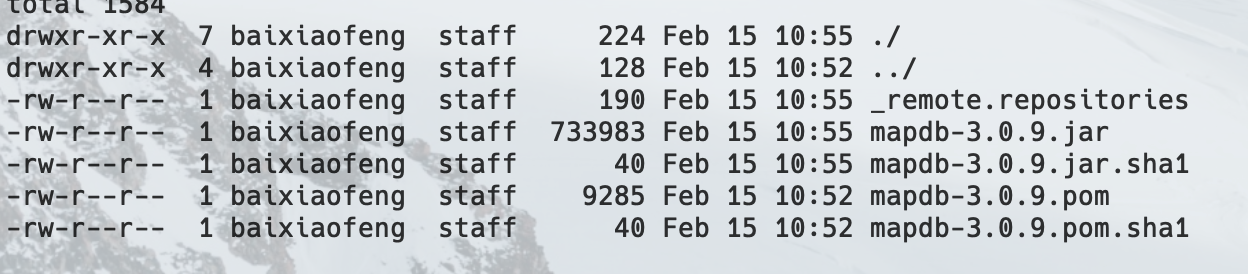 total 1584
drwxr-xr-x  7 baixiaofeng  staff     224 Feb 15 10:55 ./
drwxr-xr-x  4 baixiaofeng  staff     128 Feb 15 10:52 ../
-rw-r--r--  1 baixiaofeng  staff     190 Feb 15 10:55 _remote.repositories
-rw-r--r--  1 baixiaofeng  staff  733983 Feb 15 10:55 mapdb-3.0.9.jar
-rw-r--r--  1 baixiaofeng  staff      40 Feb 15 10:55 mapdb-3.0.9.jar.sha1
-rw-r--r--  1 baixiaofeng  staff    9285 Feb 15 10:52 mapdb-3.0.9.pom
-rw-r--r--  1 baixiaofeng  staff      40 Feb 15 10:52 mapdb-3.0.9.pom.sha1